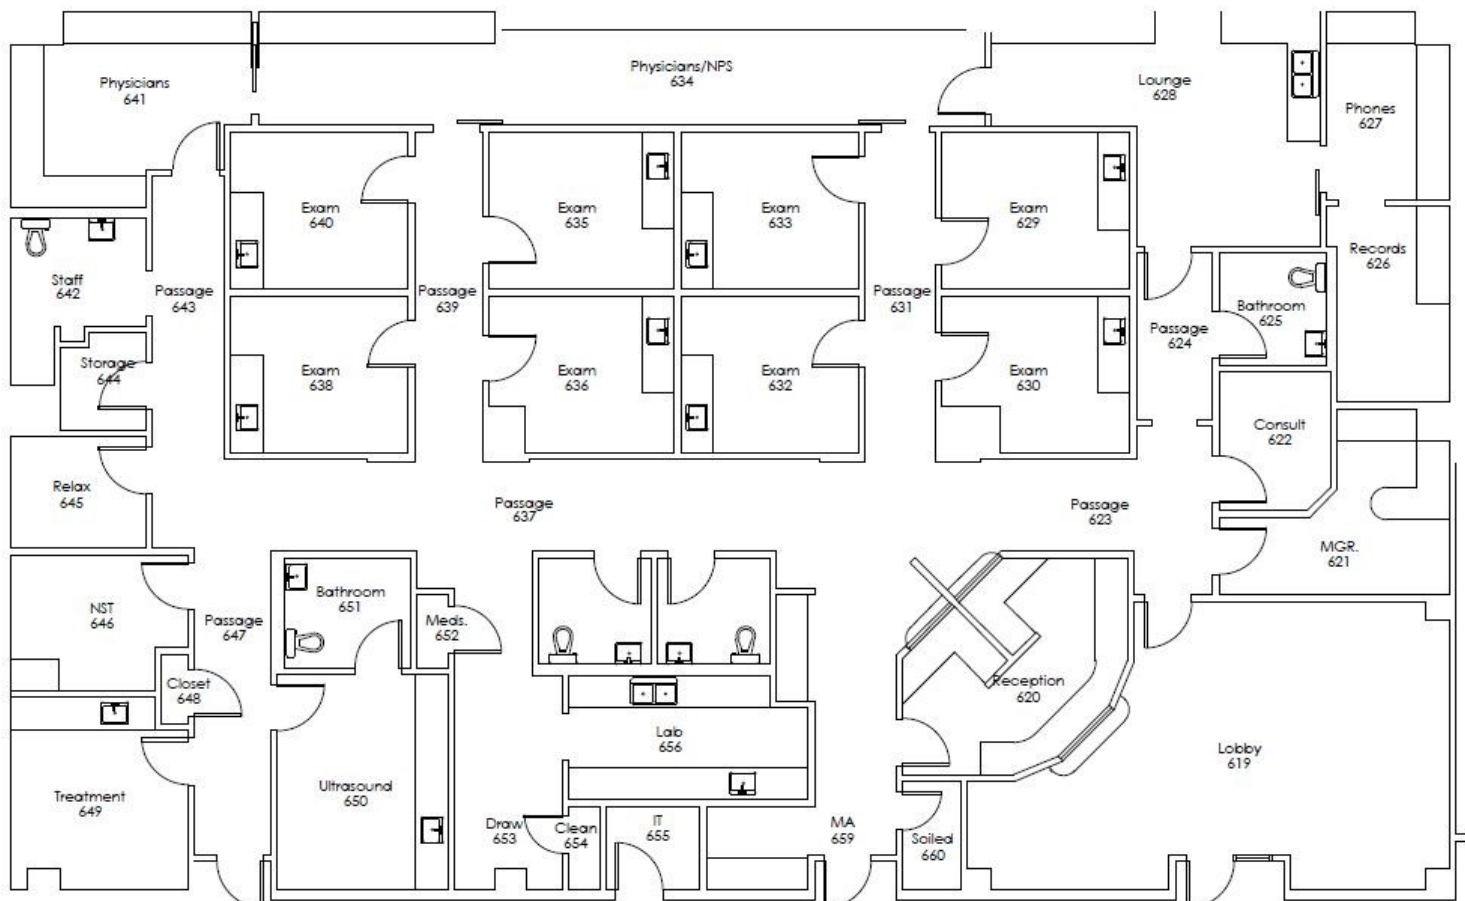 Physicians
641
Physicians/NPS
634
Lounge
628
Phones
627
Exam
640
Exam
635
Exam
633
Exam
629
Records
626
Staff
642
Passage
643
Passage
639
Passage
631
Bathroom
625
Passage
624
Storage
644
Exam
638
Exam
636
Exam
632
Exam
630
Consult
622
Relax
645
Passage
637
Passage
623
MGR.
621
NST
646
Passage
647
Bathroom
651
Meds.
652
Closet
648
Reception
620
Lab
656
Lobby
619
Treatment
649
Ultrasound
650
Draw
653
Clean
654
IT
655
MA
659
Soiled
660